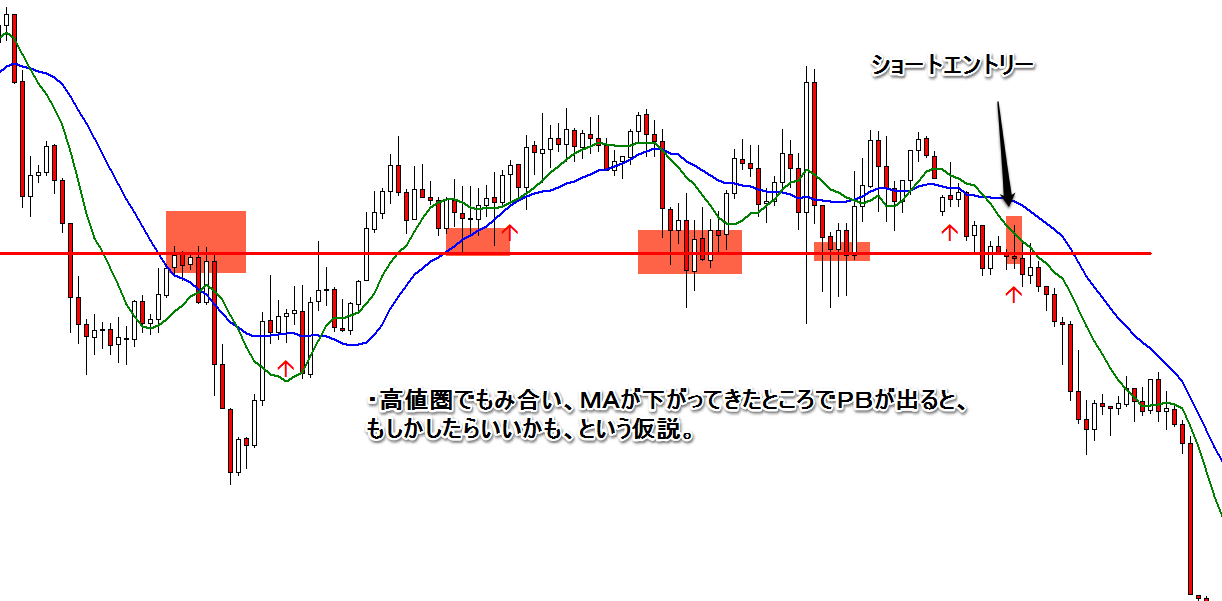 ショートエントリー
・高値圏でもみ合い、ＭＡが下がってきたところでＰＢが出ると、
もしかしたらいいかも、という仮説。